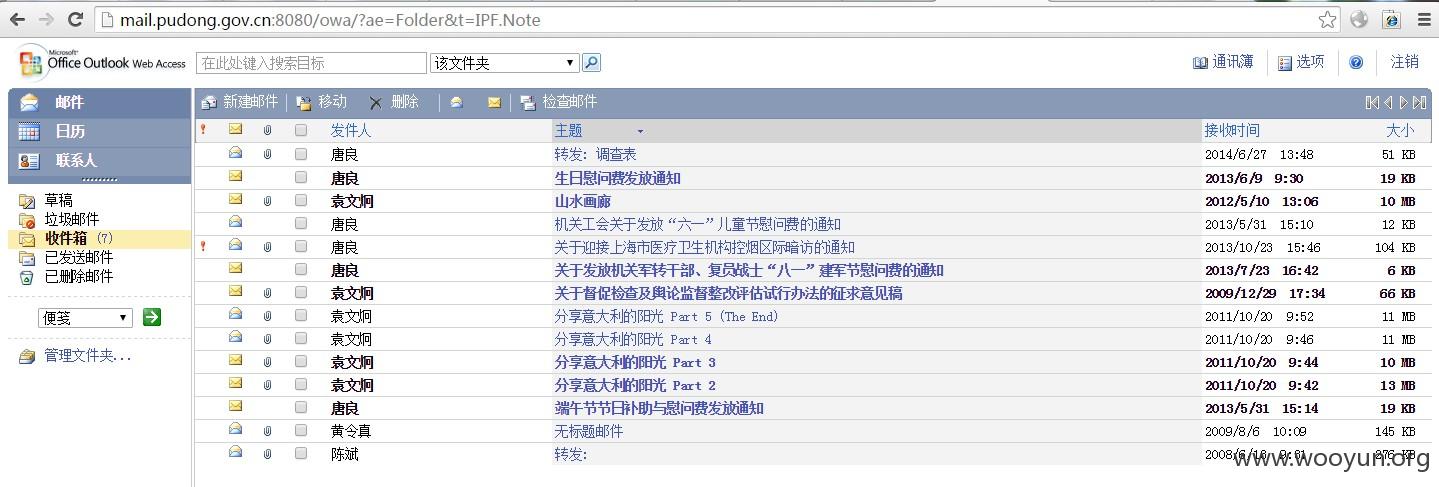 mail.pudong.gov.cn:8080/owa/?ae=Folder&t=IPF.Note
Microsoft® Office Outlook Web Access 在此处键入搜索目标 该文件夹 通讯簿 选项 注销
邮件 新建邮件 移动 删除 检查邮件
日历
联系人
草稿
垃圾邮件
收件箱 (7)
已发送邮件
已删除邮件
便笺
管理文件夹...
发件人 主题 接收时间 大小
唐良 转发: 调查表 2014/6/27 13:48 51 KB
唐良 生日慰问费发放通知 2013/6/9 9:30 19 KB
袁文炯 山水画廊 2012/5/10 13:06 10 MB
唐良 机关工会关于发放“六一”儿童节慰问费的通知 2013/5/31 15:10 12 KB
唐良 关于迎接上海市医疗卫生机构控烟区际暗访的通知 2013/10/23 15:46 104 KB
唐良 关于发放机关军转干部、复员战士“八一”建军节慰问费的通知 2013/7/23 16:42 6 KB
袁文炯 关于督促检查及舆论监督整改评估试行办法的征求意见稿 2009/12/29 17:34 66 KB
袁文炯 分享意大利的阳光 Part 5 (The End) 2011/10/20 9:52 11 MB
袁文炯 分享意大利的阳光 Part 4 2011/10/20 9:46 11 MB
袁文炯 分享意大利的阳光 Part 3 2011/10/20 9:44 10 MB
袁文炯 分享意大利的阳光 Part 2 2011/10/20 9:42 13 MB
唐良 端午节节日补助与慰问费发放通知 2013/5/31 15:14 19 KB
黄令真 无标题邮件 2009/8/6 10:09 145 KB
陈斌 转发: KB
www.wooyun.org